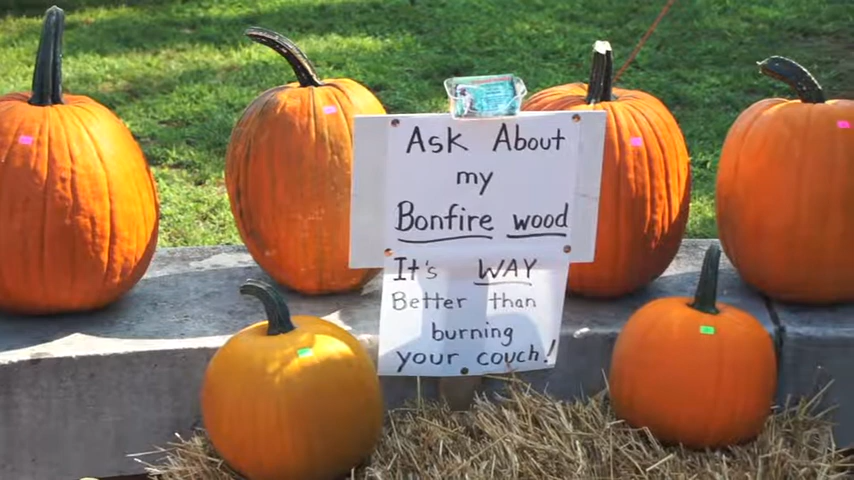 Ask About
my
Bonfire wood
It's WAY
Better than
burning
your couch!